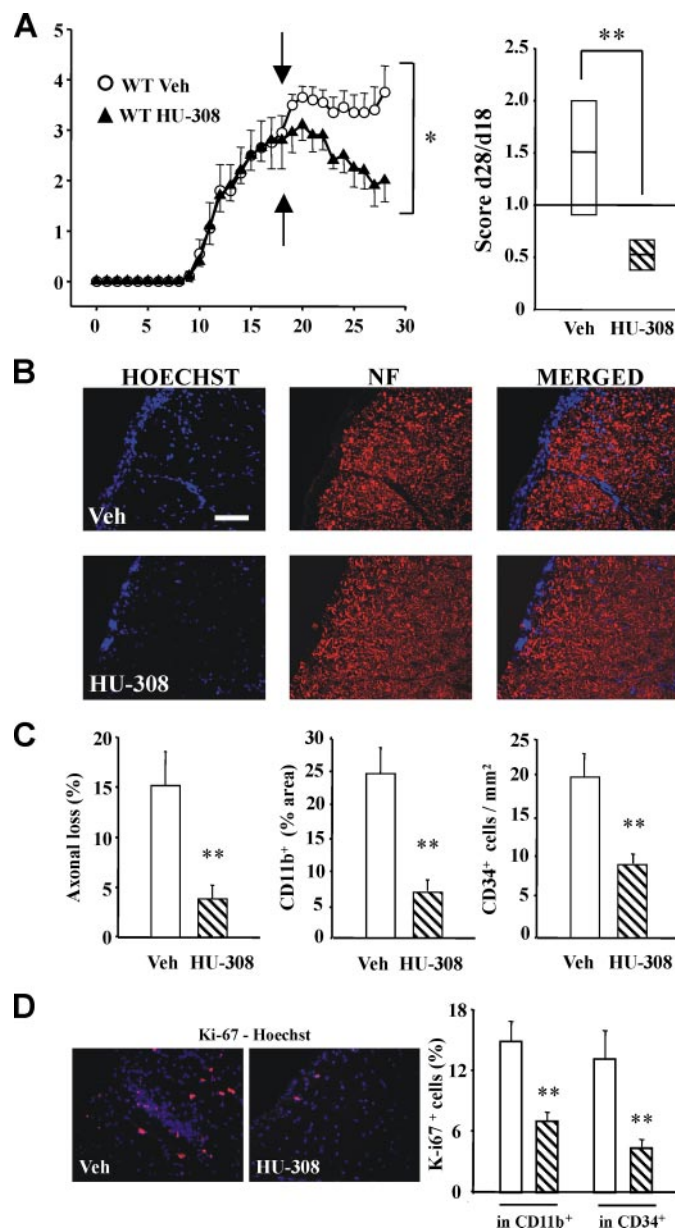 A
5
4
3
2
1
0
WT Veh
WT HU-308
*
0 5 10 15 20 25 30
Score d28/d18
2.5
2.0
1.5
1.0
0.5
0
**
Veh HU-308
B
HOECHST NF MERGED
Veh
HU-308
C
Axonal loss (%)
20
15
10
5
0
**
Veh HU-308
CD11b+ (% area)
30
25
20
15
10
5
0
**
Veh HU-308
CD34+ cells / mm²
20
20
15
10
5
0
**
Veh HU-308
D
Ki-67 - Hoechst
Veh
HU-308
K-i67+ cells (%)
18
12
6
0
**
**
in CD11b+ in CD34+